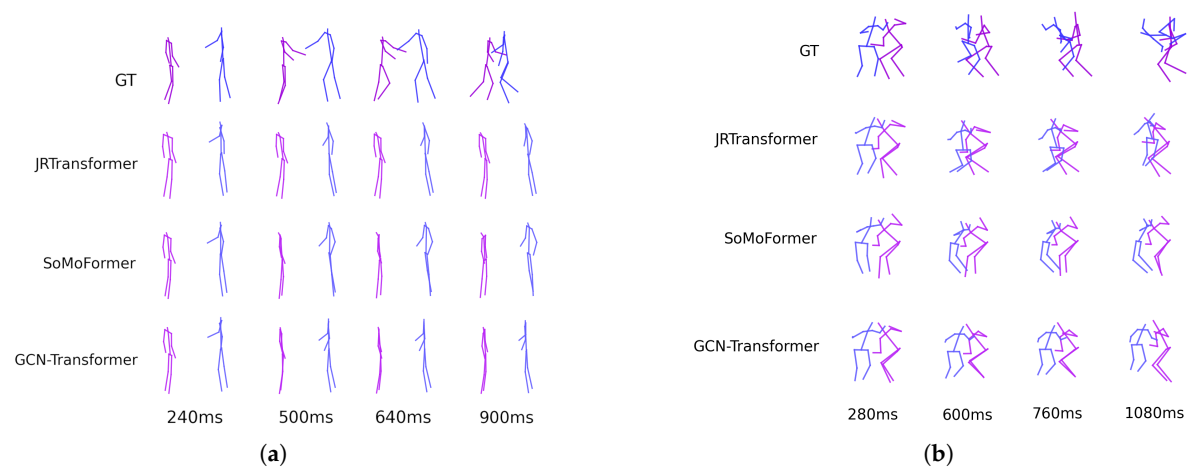 GT
JRTransformer
SoMoFormer
GCN-Transformer
240ms 500ms 640ms 900ms
(a)
GT
JRTransformer
SoMoFormer
GCN-Transformer
280ms 600ms 760ms 1080ms
(b)